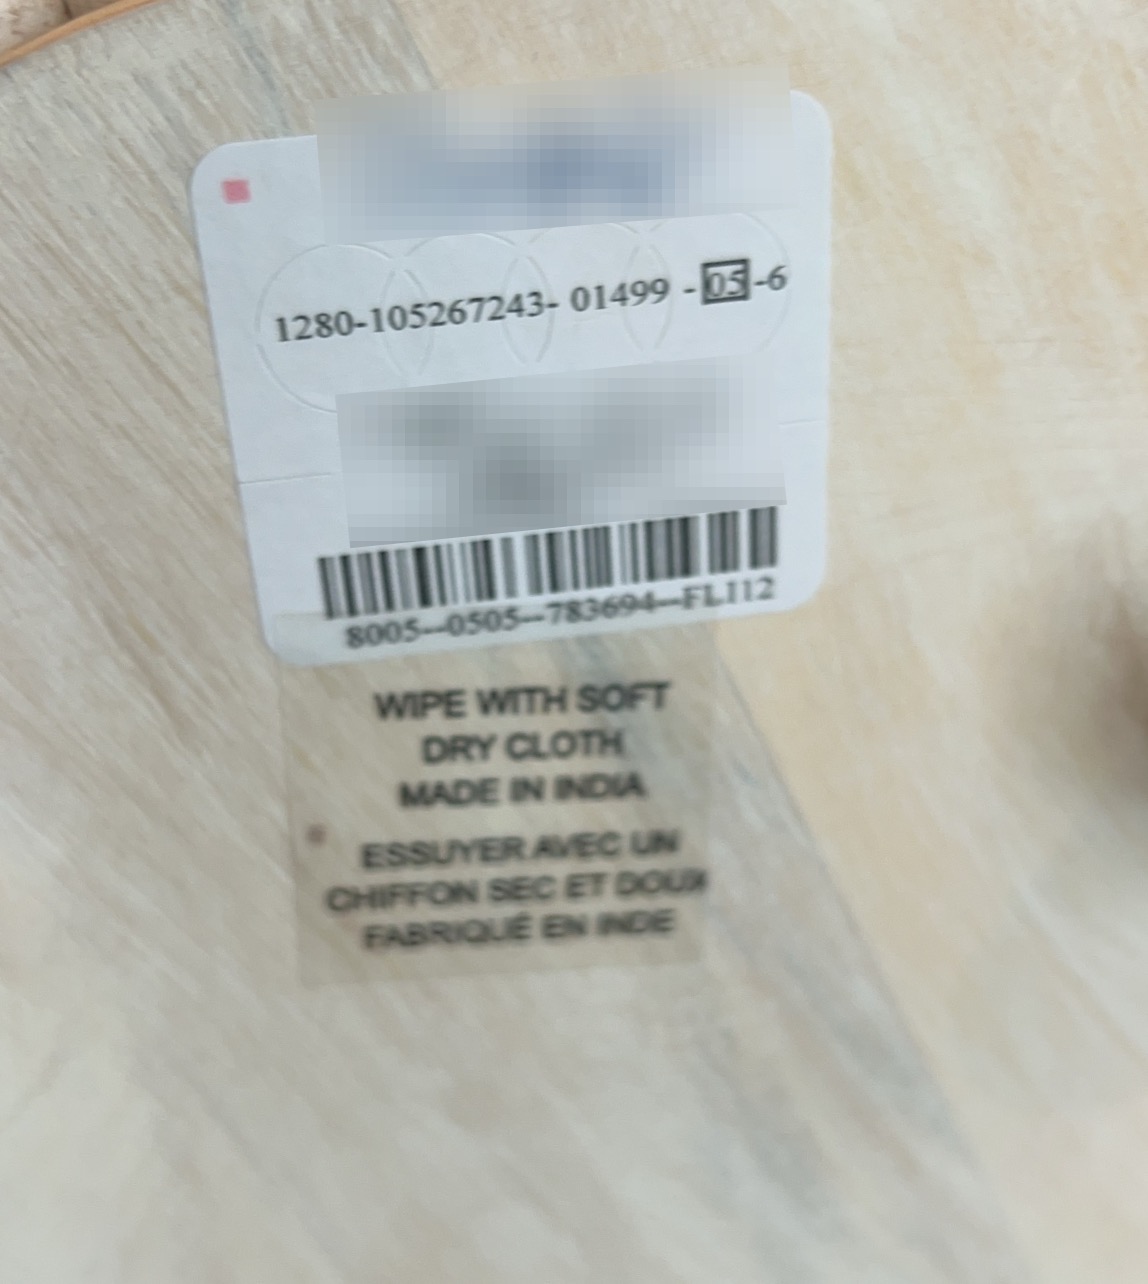 1280-105267243- 01499 -05-6
8005--0505--783694--FL112
WIPE WITH SOFT
DRY CLOTH
MADE IN INDIA
ESSUYER AVEC UN
CHIFFON SEC ET DOUX
FABRIQUÉ EN INDE